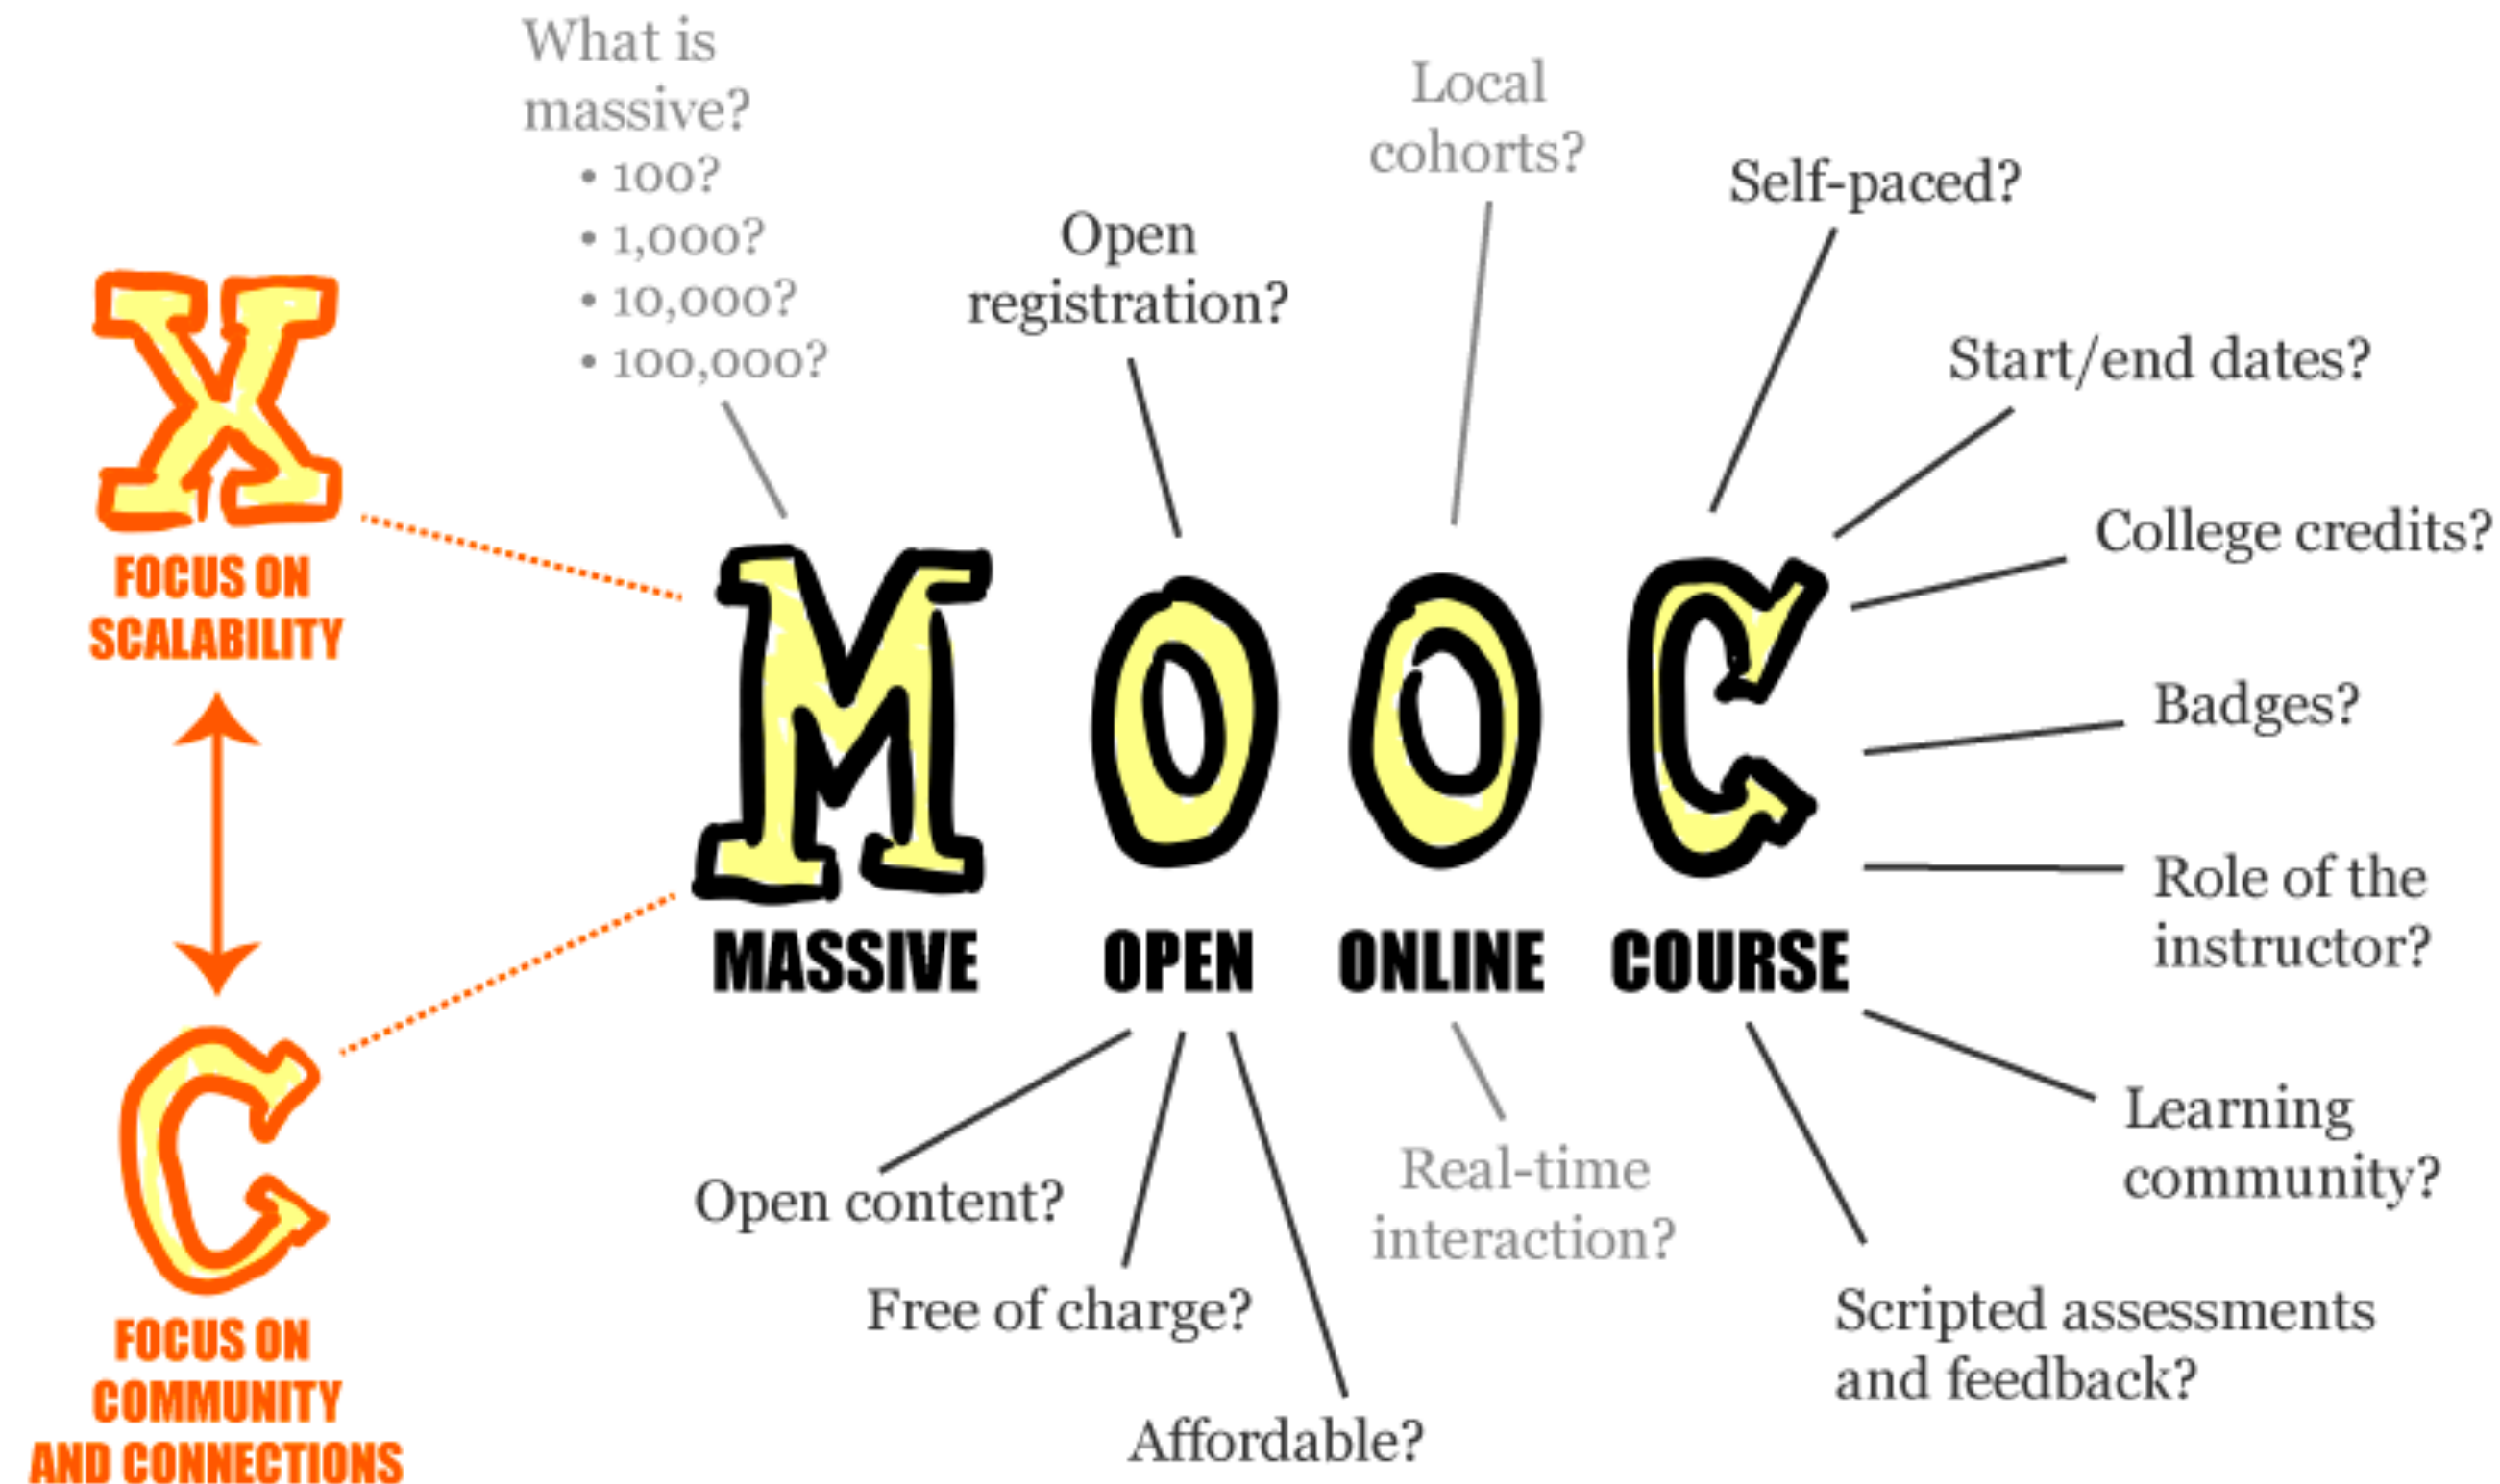 What is
massive?
• 100?
• 1,000?
• 10,000?
• 100,000?
Open
registration?
Local
cohorts?
Self-paced?
Start/end dates?
College credits?
Badges?
Role of the
instructor?
Learning
community?
Scripted assessments
and feedback?
X
FOCUS ON
SCALABILITY
C
FOCUS ON
COMMUNITY
AND CONNECTIONS
MOOC
MASSIVE OPEN ONLINE COURSE
Open content?
Free of charge?
Affordable?
Real-time
interaction?